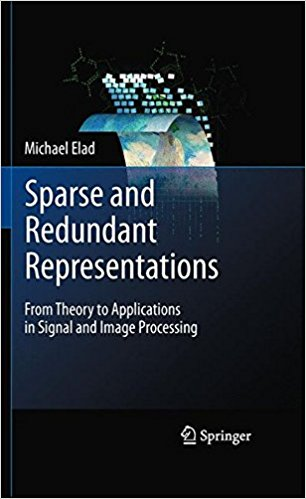 Michael Elad
Sparse and
Redundant
Representations
From Theory to Applications
in Signal and Image Processing
Springer